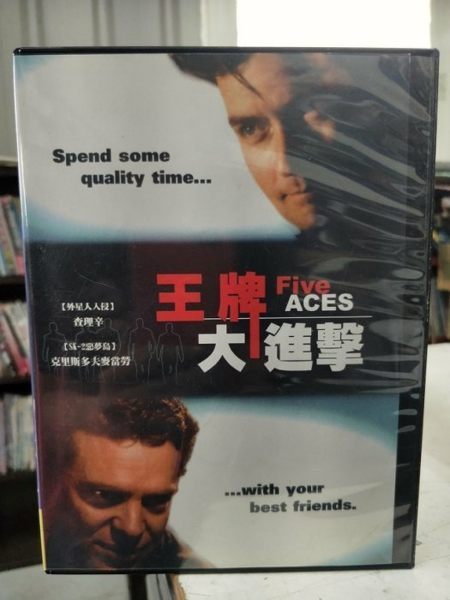 Spend some
quality time...
王牌
Five
ACES
大進擊
【外星人入侵】
查理辛
【SK-2惡夢島】
克里斯多夫麥當勞
...with your
best friends.